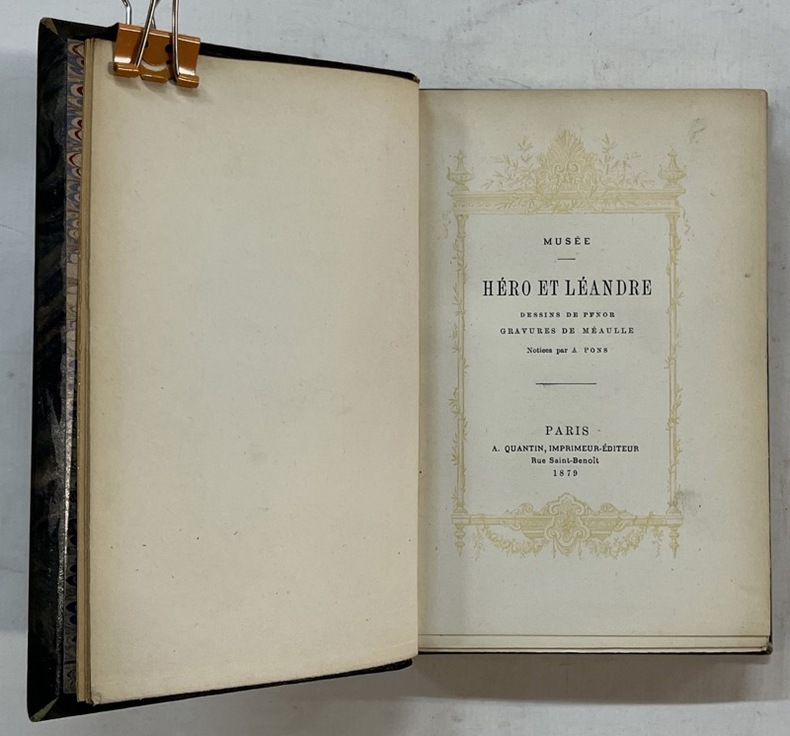 MUSÉE
HÉRO ET LÉANDRE
DESSINS DE PFNOR
GRAVURES DE MÉAULLE
Notices par A PONS
PARIS
A. QUANTIN, IMPRIMEUR-ÉDITEUR
Rue Saint-Benoît
1879